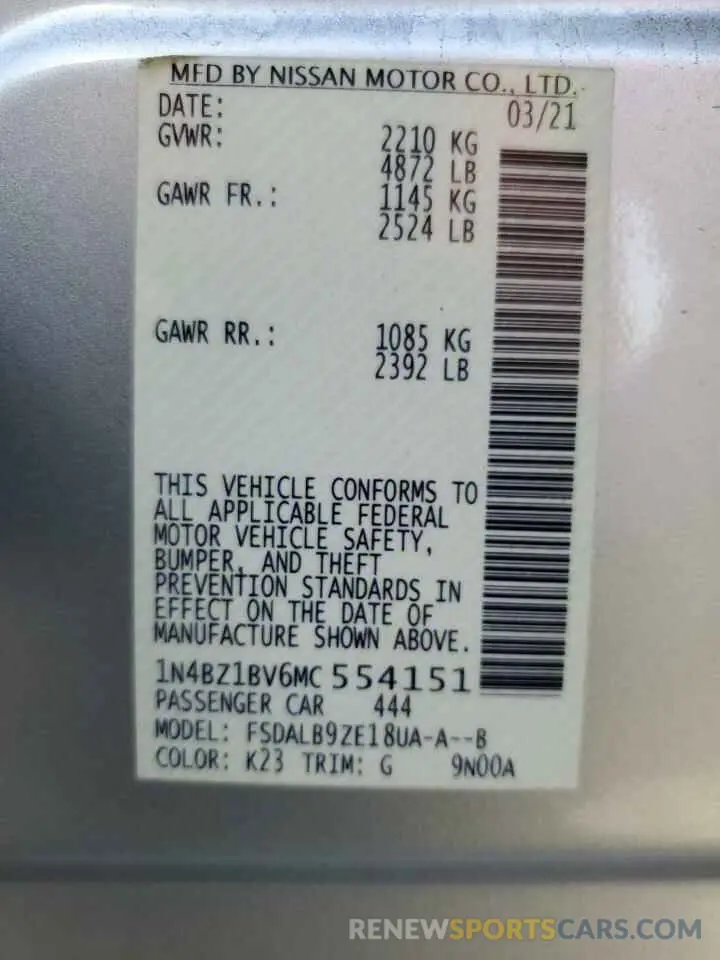 MFD BY NISSAN MOTOR CO., LTD.
DATE: 03/21
GVWR: 2210 KG
4872 LB
GAWR FR.: 1145 KG
2524 LB
GAWR RR.: 1085 KG
2392 LB
THIS VEHICLE CONFORMS TO
ALL APPLICABLE FEDERAL
MOTOR VEHICLE SAFETY,
BUMPER, AND THEFT
PREVENTION STANDARDS IN
EFFECT ON THE DATE OF
MANUFACTURE SHOWN ABOVE.
1N4BZ1BV6MC 554151
PASSENGER CAR 444
MODEL: FSDALB9ZE18UA-A--B
COLOR: K23 TRIM: G 9N00A
RENEWSPORTSCARS.COM